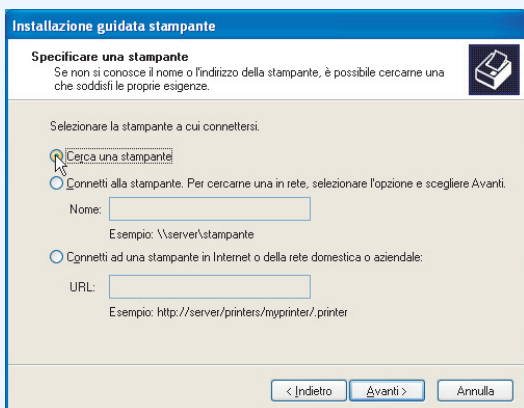 Installazione guidata stampante
Specificare una stampante
Se non si conosce il nome o l'indirizzo della stampante, è possibile cercarne una
che soddisfi le proprie esigenze.
Selezionare la stampante a cui connettersi.
Cerca una stampante
Connetti alla stampante. Per cercarne una in rete, selezionare l'opzione e scegliere Avanti.
Nome:
Esempio: \\server\stampante
Connetti ad una stampante in Internet o della rete domestica o aziendale:
URL:
Esempio: http://server/printers/myprinter/.printer
< Indietro Avanti > Annulla